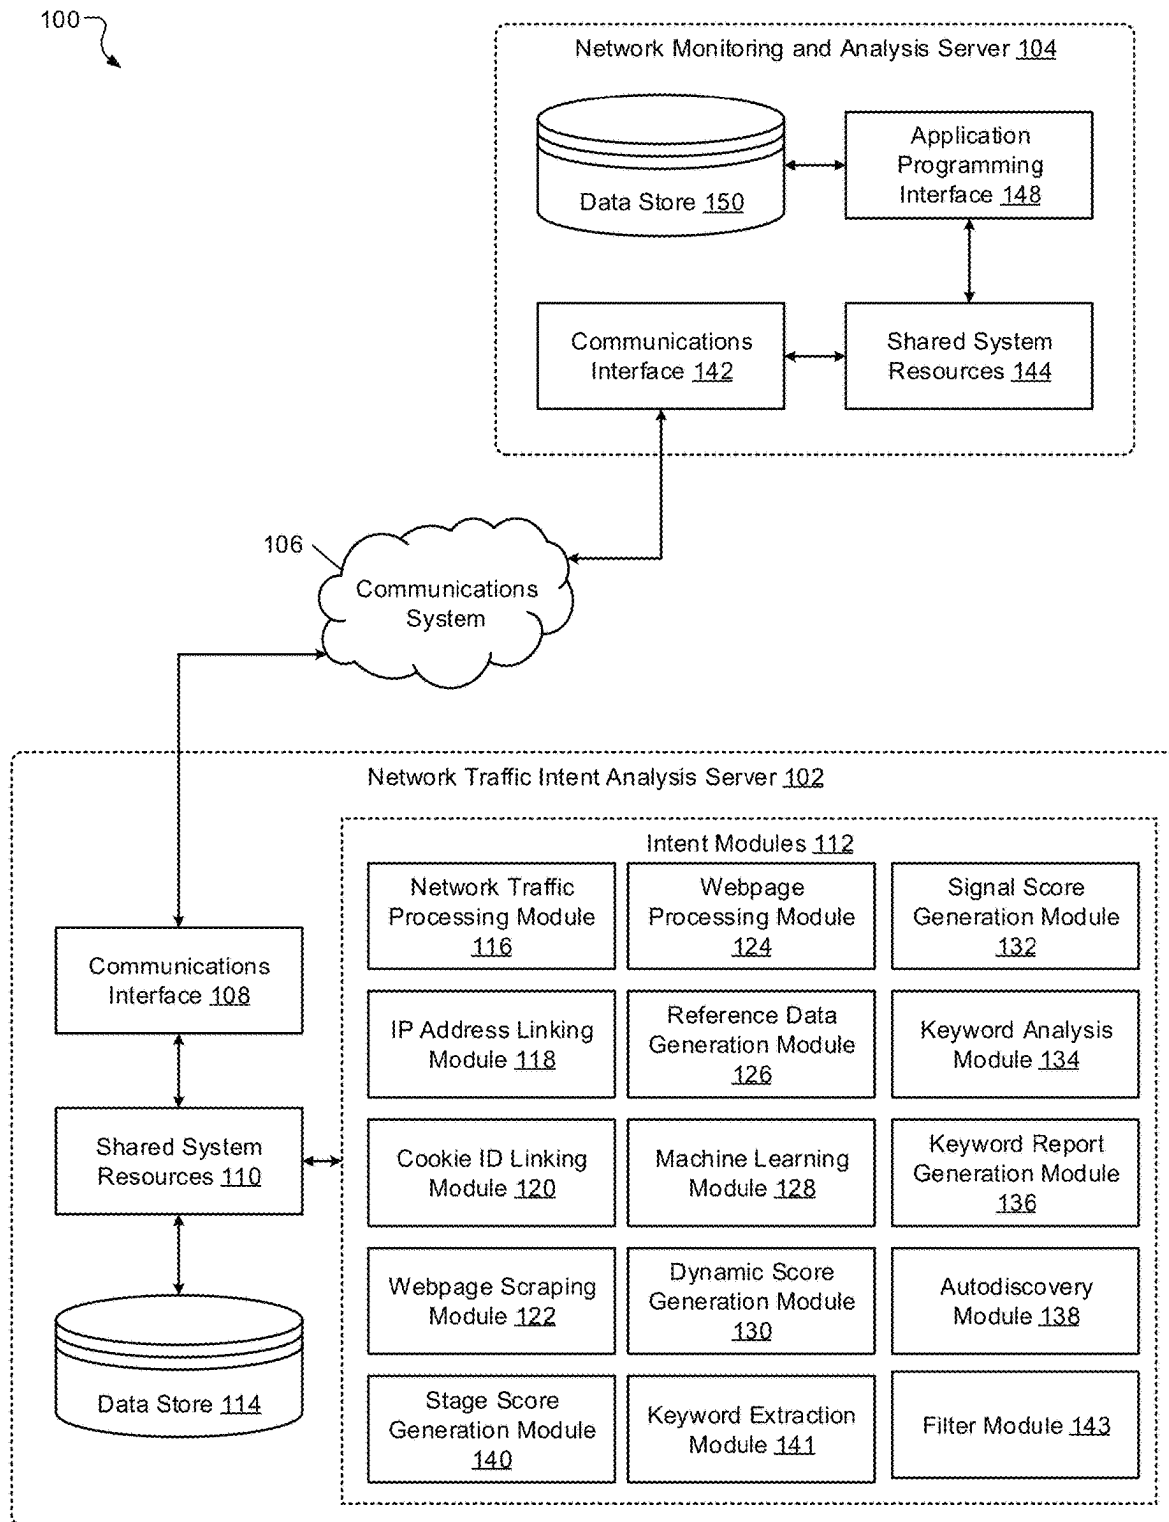 100
Network Monitoring and Analysis Server 104
Data Store 150
Application
Programming
Interface 148
Communications
Interface 142
Shared System
Resources 144
106
Communications
System
Network Traffic Intent Analysis Server 102
Communications
Interface 108
Shared System
Resources 110
Data Store 114
Intent Modules 112
Network Traffic
Processing Module
116
Webpage
Processing Module
124
Signal Score
Generation Module
132
IP Address Linking
Module 118
Reference Data
Generation Module
126
Keyword Analysis
Module 134
Cookie ID Linking
Module 120
Machine Learning
Module 128
Keyword Report
Generation Module
136
Webpage Scraping
Module 122
Dynamic Score
Generation Module
130
Autodiscovery
Module 138
Stage Score
Generation Module
140
Keyword Extraction
Module 141
Filter Module 143